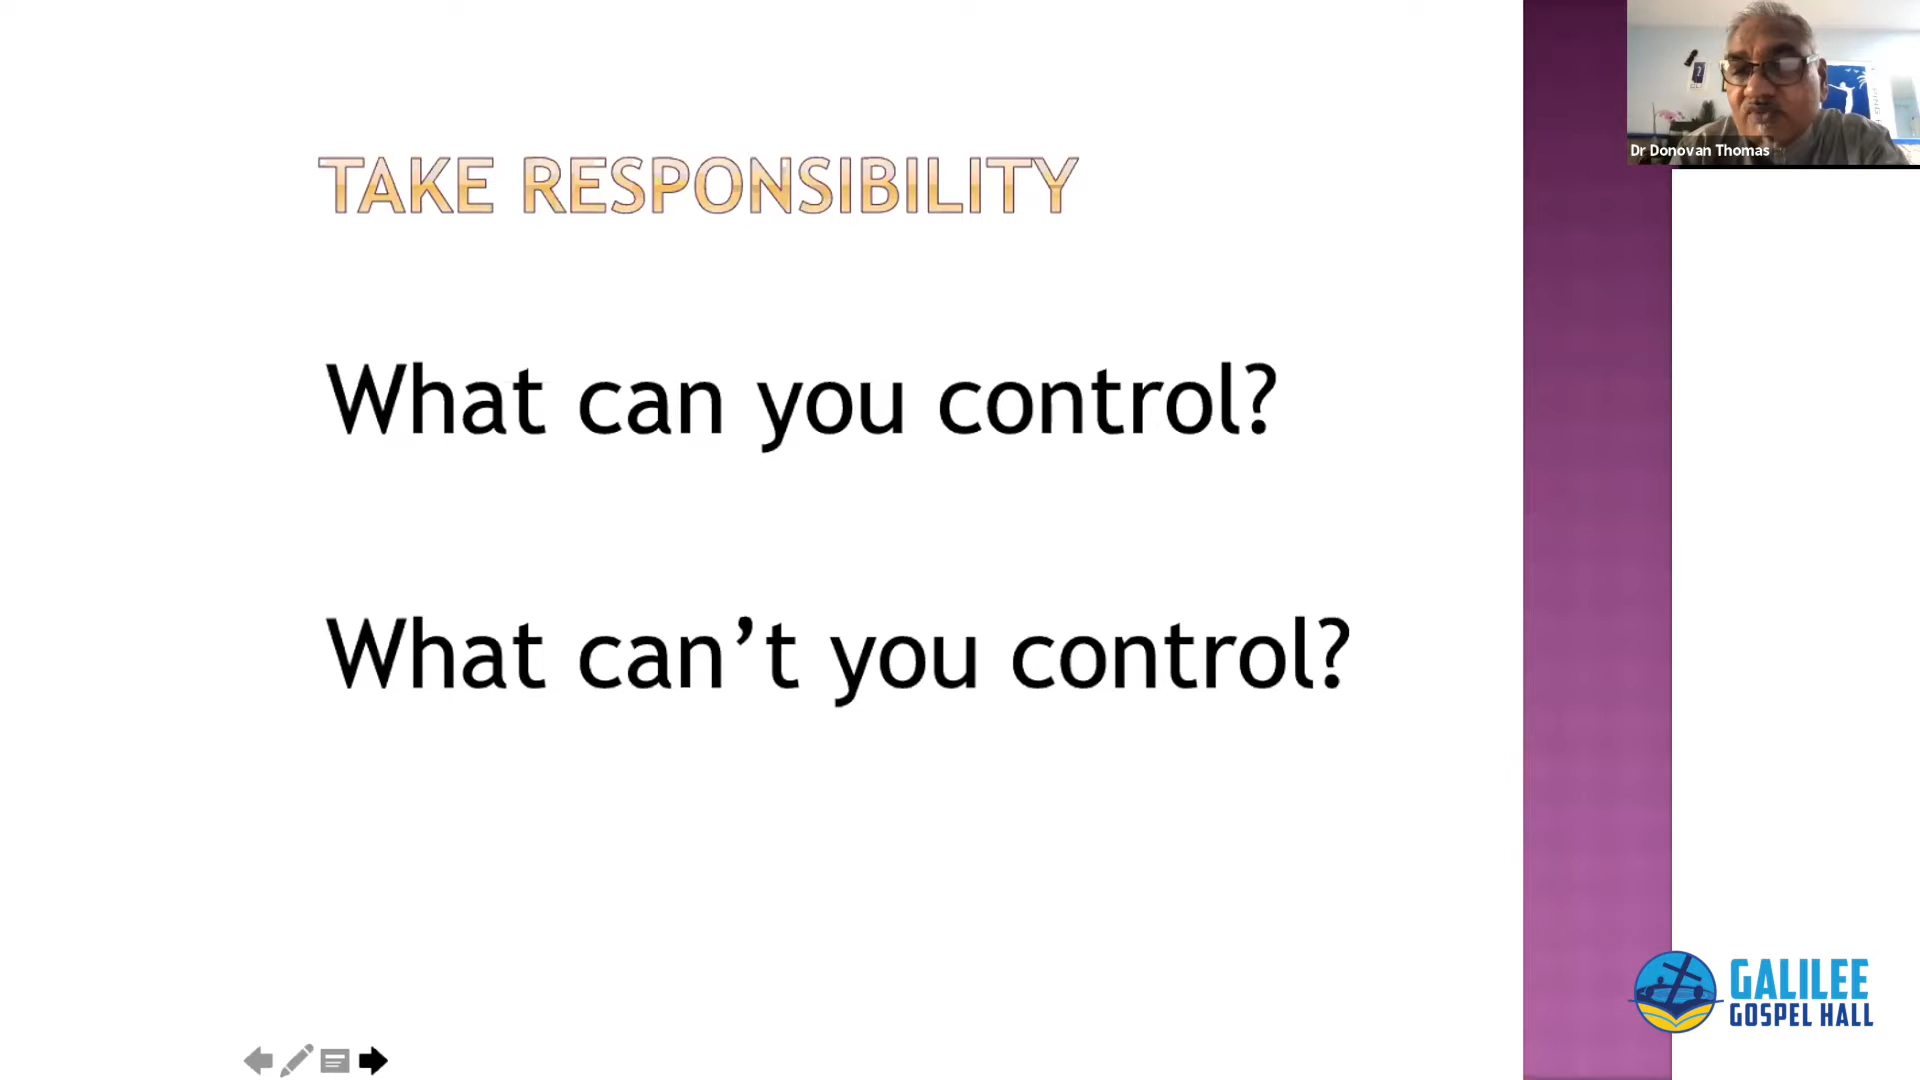 TAKE RESPONSIBILITY
What can you control?
What can’t you control?
Dr Donovan Thomas
GALILEE
GOSPEL HALL